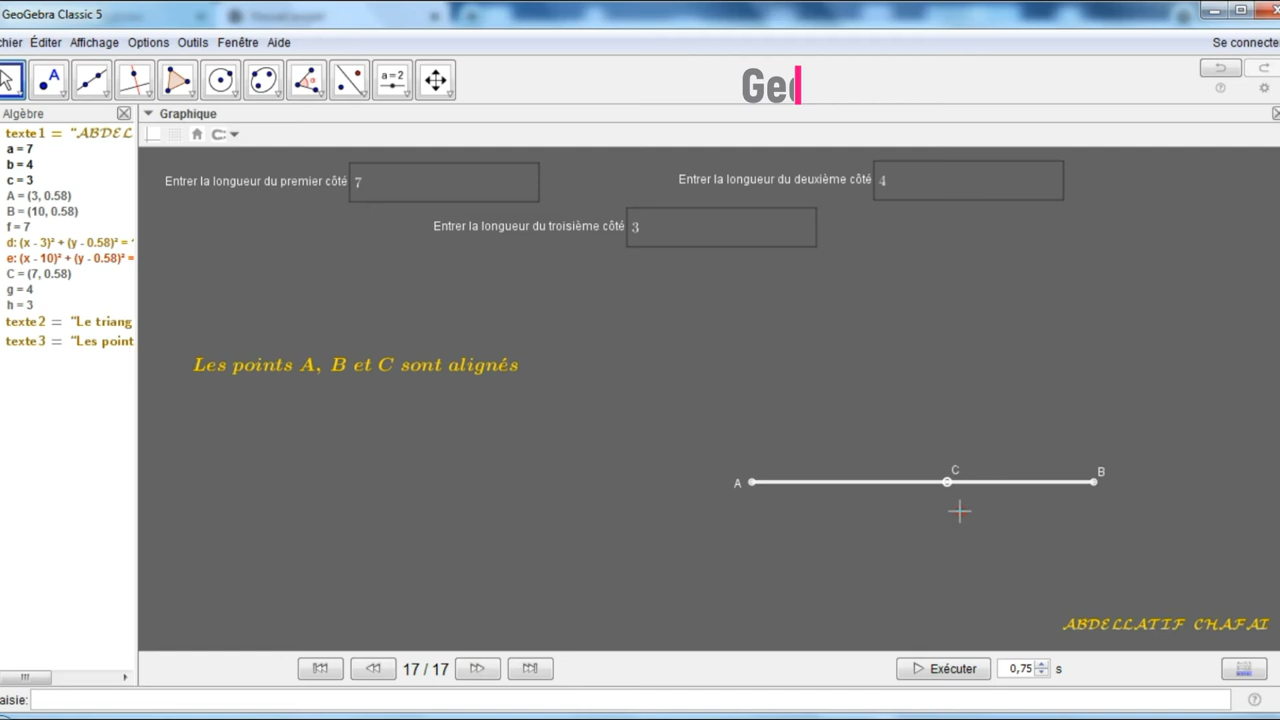 GeoGebra Classic 5
chier Éditer Affichage Options Outils Fenêtre Aide Se connecte
A a=2
Ge
Algèbre Graphique
texte1 = "ABDEL
a = 7
b = 4
c = 3
A = (3, 0.58)
B = (10, 0.58)
f = 7
d: (x - 3)² + (y - 0.58)² =
e: (x - 10)² + (y - 0.58)² =
C = (7, 0.58)
g = 4
h = 3
texte2 = "Le triang
texte3 = "Les point
Entrer la longueur du premier côté 7
Entrer la longueur du deuxième côté 4
Entrer la longueur du troisième côté 3
Les points A, B et C sont alignés
A C B
ABDELLATIF CHAFAI
17 / 17 Exécuter 0,75 s
aisie: